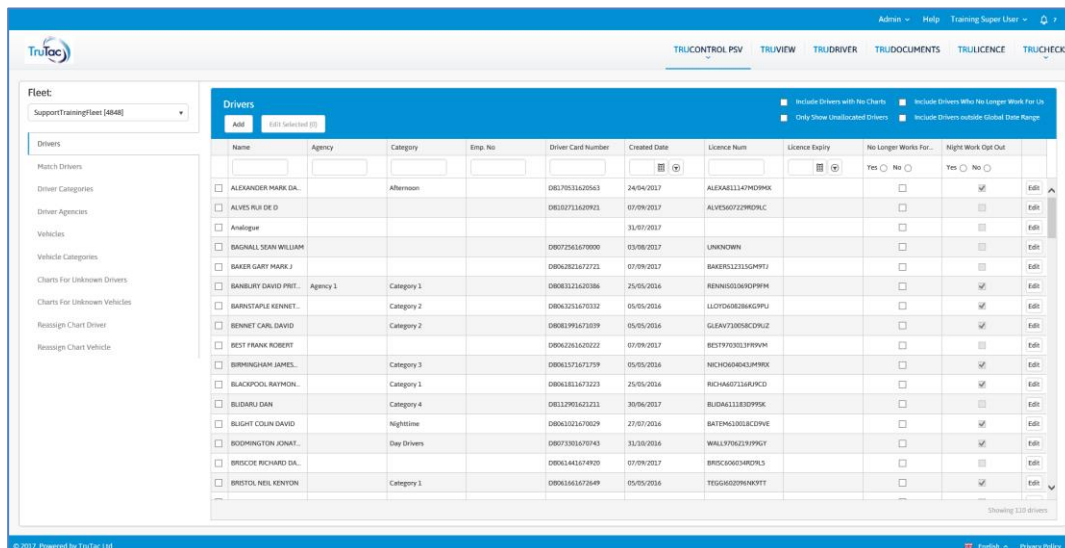 Admin Help Training Super User
TruTac TRUCONTROL PSV TRUVIEW TRUDRIVER TRUDOCUMENTS TRULICENCE TRUCHECK
Fleet:
SupportTrainingFleet [4848]
Drivers
Match Drivers
Driver Categories
Driver Agencies
Vehicles
Vehicle Categories
Charts For Unknown Drivers
Charts For Unknown Vehicles
Reassign Chart Driver
Reassign Chart Vehicle
Drivers
Include Drivers with No Charts Include Drivers Who No Longer Work For Us
Add Edit Selected (0) Only Show Unallocated Drivers Include Drivers outside Global Date Range
Name Agency Category Emp. No Driver Card Number Created Date Licence Num Licence Expiry No Longer Works For... Night Work Opt Out
Yes No Yes No
ALEXANDER MARK DA... Afternoon DB170531620563 24/04/2017 ALEXA811147MD9MX Edit
ALVES RUI DE D DB102711620921 07/09/2017 ALVES607229RD9LC Edit
Analogue 31/07/2017 Edit
BAGNALL SEAN WILLIAM DB072561670000 03/08/2017 UNKNOWN Edit
BAKER GART MARK J DB062821672721 07/09/2017 BAKER512315GM9TJ Edit
BANBURY DAVID PRIT... Agency 1 Category 1 DB083121620386 25/05/2016 RENNI501069DP9FM Edit
BARNSTAPLE KENNET... Category 2 DB063251670332 05/05/2016 LLOYD608286KG9PU Edit
BENNET CARL DAVID Category 2 DB081991671039 05/05/2016 GLEAV710058CD9UZ Edit
BEST FRANK ROBERT DB062261620222 07/09/2017 BEST9703013FR9VM Edit
BIRMINGHAM JAMES... Category 3 DB061571671759 05/05/2016 NICHO604043JM9RX Edit
BLACKPOOL RAYMON... Category 1 DB061811673223 25/05/2016 RICHA607116RJ9CD Edit
BLIDARU DAN Category 4 DB112901621211 30/06/2017 BLIDA611183D99SK Edit
BLIGHT COLIN DAVID Nighttime DB061021670029 27/07/2016 BATEM610018CD9VE Edit
BODMINGTON JONAT... Day Drivers DB073301670743 31/10/2016 WALL9706219J99GY Edit
BRISCOE RICHARD DA... DB061441674920 07/09/2017 BRISC606034RD9LS Edit
BRISTOL NEIL KENYON Category 1 DB061661672649 05/05/2016 TEGGI602096NK9TT Edit
Showing 110 drivers
© 2017 Powered by TruTac Ltd English Privacy Policy